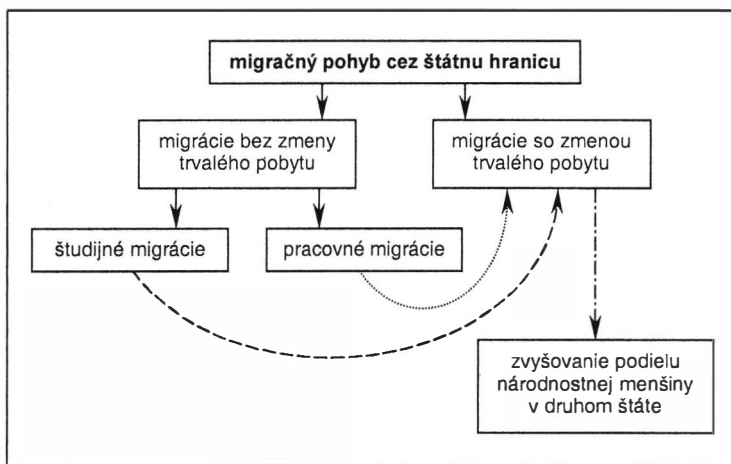 migračný pohyb cez štátnu hranicu
migrácie bez zmeny
trvalého pobytu
migrácie so zmenou
trvalého pobytu
študijné migrácie
pracovné migrácie
zvyšovanie podielu
národnostnej menšiny
v druhom štáte